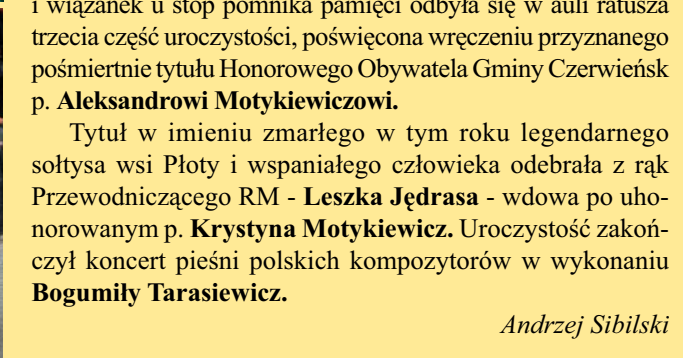 i wiązanek u stóp pomnika pamięci odbyła się w auli ratusza
trzecia część uroczystości, poświęcona wręczeniu przyznanego
pośmiertnie tytułu Honorowego Obywatela Gminy Czerwieńsk
p. Aleksandrowi Motykiewiczowi.
Tytuł w imieniu zmarłego w tym roku legendarnego
sołtysa wsi Płoty i wspaniałego człowieka odebrała z rąk
Przewodniczącego RM - Leszka Jędrasa - wdowa po uho-
norowanym p. Krystyna Motykiewicz. Uroczystość zakoń-
czył koncert pieśni polskich kompozytorów w wykonaniu
Bogumiły Tarasiewicz.
Andrzej Sibilski